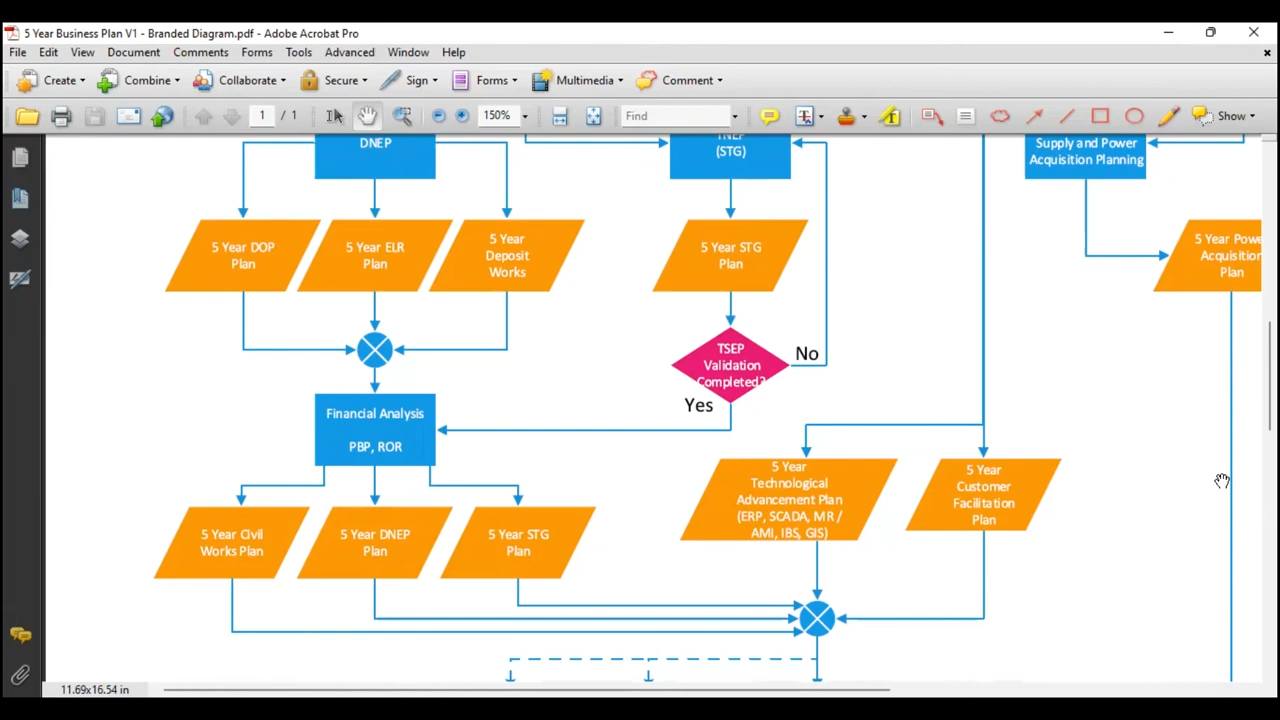 5 Year Business Plan V1 - Branded Diagram.pdf - Adobe Acrobat Pro
File Edit View Document Comments Forms Tools Advanced Window Help
Create Combine Collaborate Secure Sign Forms Multimedia Comment
1 / 1 150% Find Show
DNEP
(STG)
Supply and Power
Acquisition Planning
5 Year DOP
Plan
5 Year ELR
Plan
5 Year
Deposit
Works
5 Year STG
Plan
5 Year Powe
Acquisition
Plan
TSEP
Validation
Completed?
No
Yes
Financial Analysis
PBP, ROR
5 Year
Technological
Advancement Plan
(ERP, SCADA, MR /
AMI, IBS, GIS)
5 Year
Customer
Facilitation
Plan
5 Year Civil
Works Plan
5 Year DNEP
Plan
5 Year STG
Plan
11.69x16.54 in